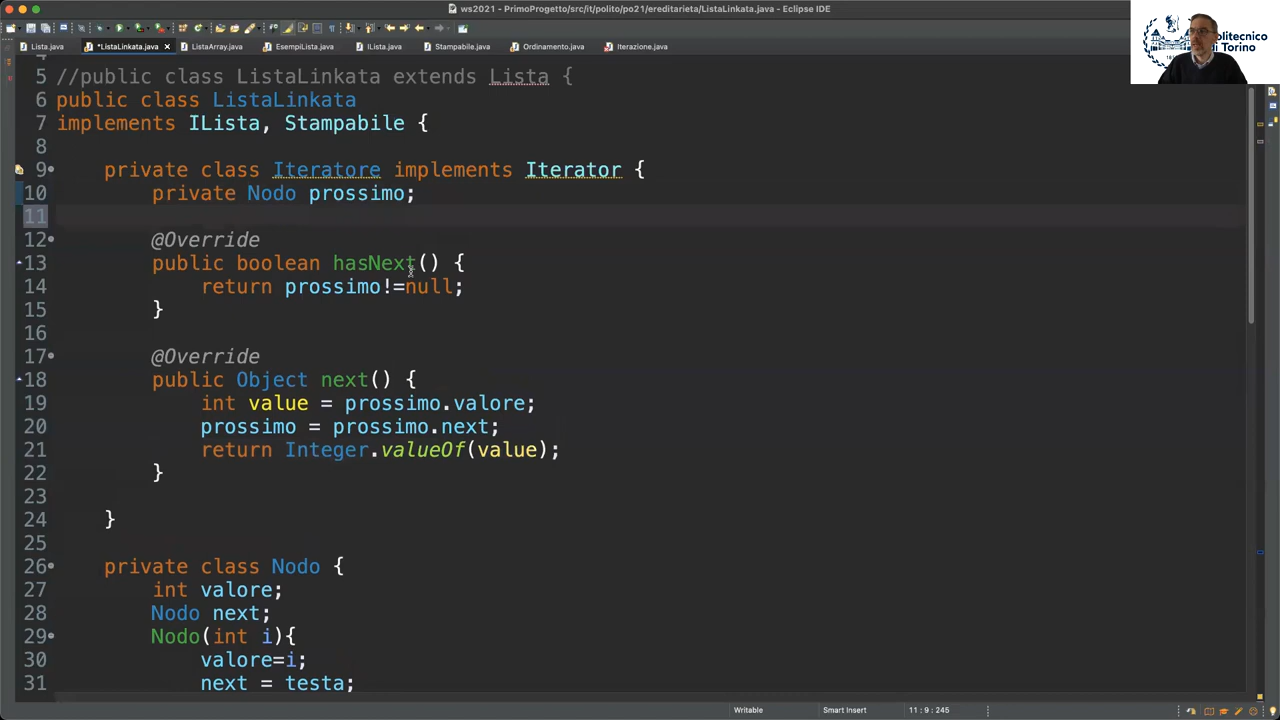 ws2021 - PrimoProgetto/src/it/polito/po21/ereditarieta/ListaLinkata.java - Eclipse IDE
Lista.java
*ListaLinkata.java
ListaArray.java
EsempiLista.java
IListà.java
Stampabile.java
Ordinamento.java
Iterazione.java
Politecnico
di Torino
5 //public class ListaLinkata extends Lista {
6 public class ListaLinkata
7 implements ILista, Stampabile {
8
9 private class Iteratore implements Iterator {
10 private Nodo prossimo;
11
12 @Override
13 public boolean hasNext() {
14 return prossimo!=null;
15 }
16
17 @Override
18 public Object next() {
19 int value = prossimo.valore;
20 prossimo = prossimo.next;
21 return Integer.valueOf(value);
22 }
23
24 }
25
26 private class Nodo {
27 int valore;
28 Nodo next;
29 Nodo(int i){
30 valore=i;
31 next = testa;
Writable
Smart Insert
11 : 9 : 245